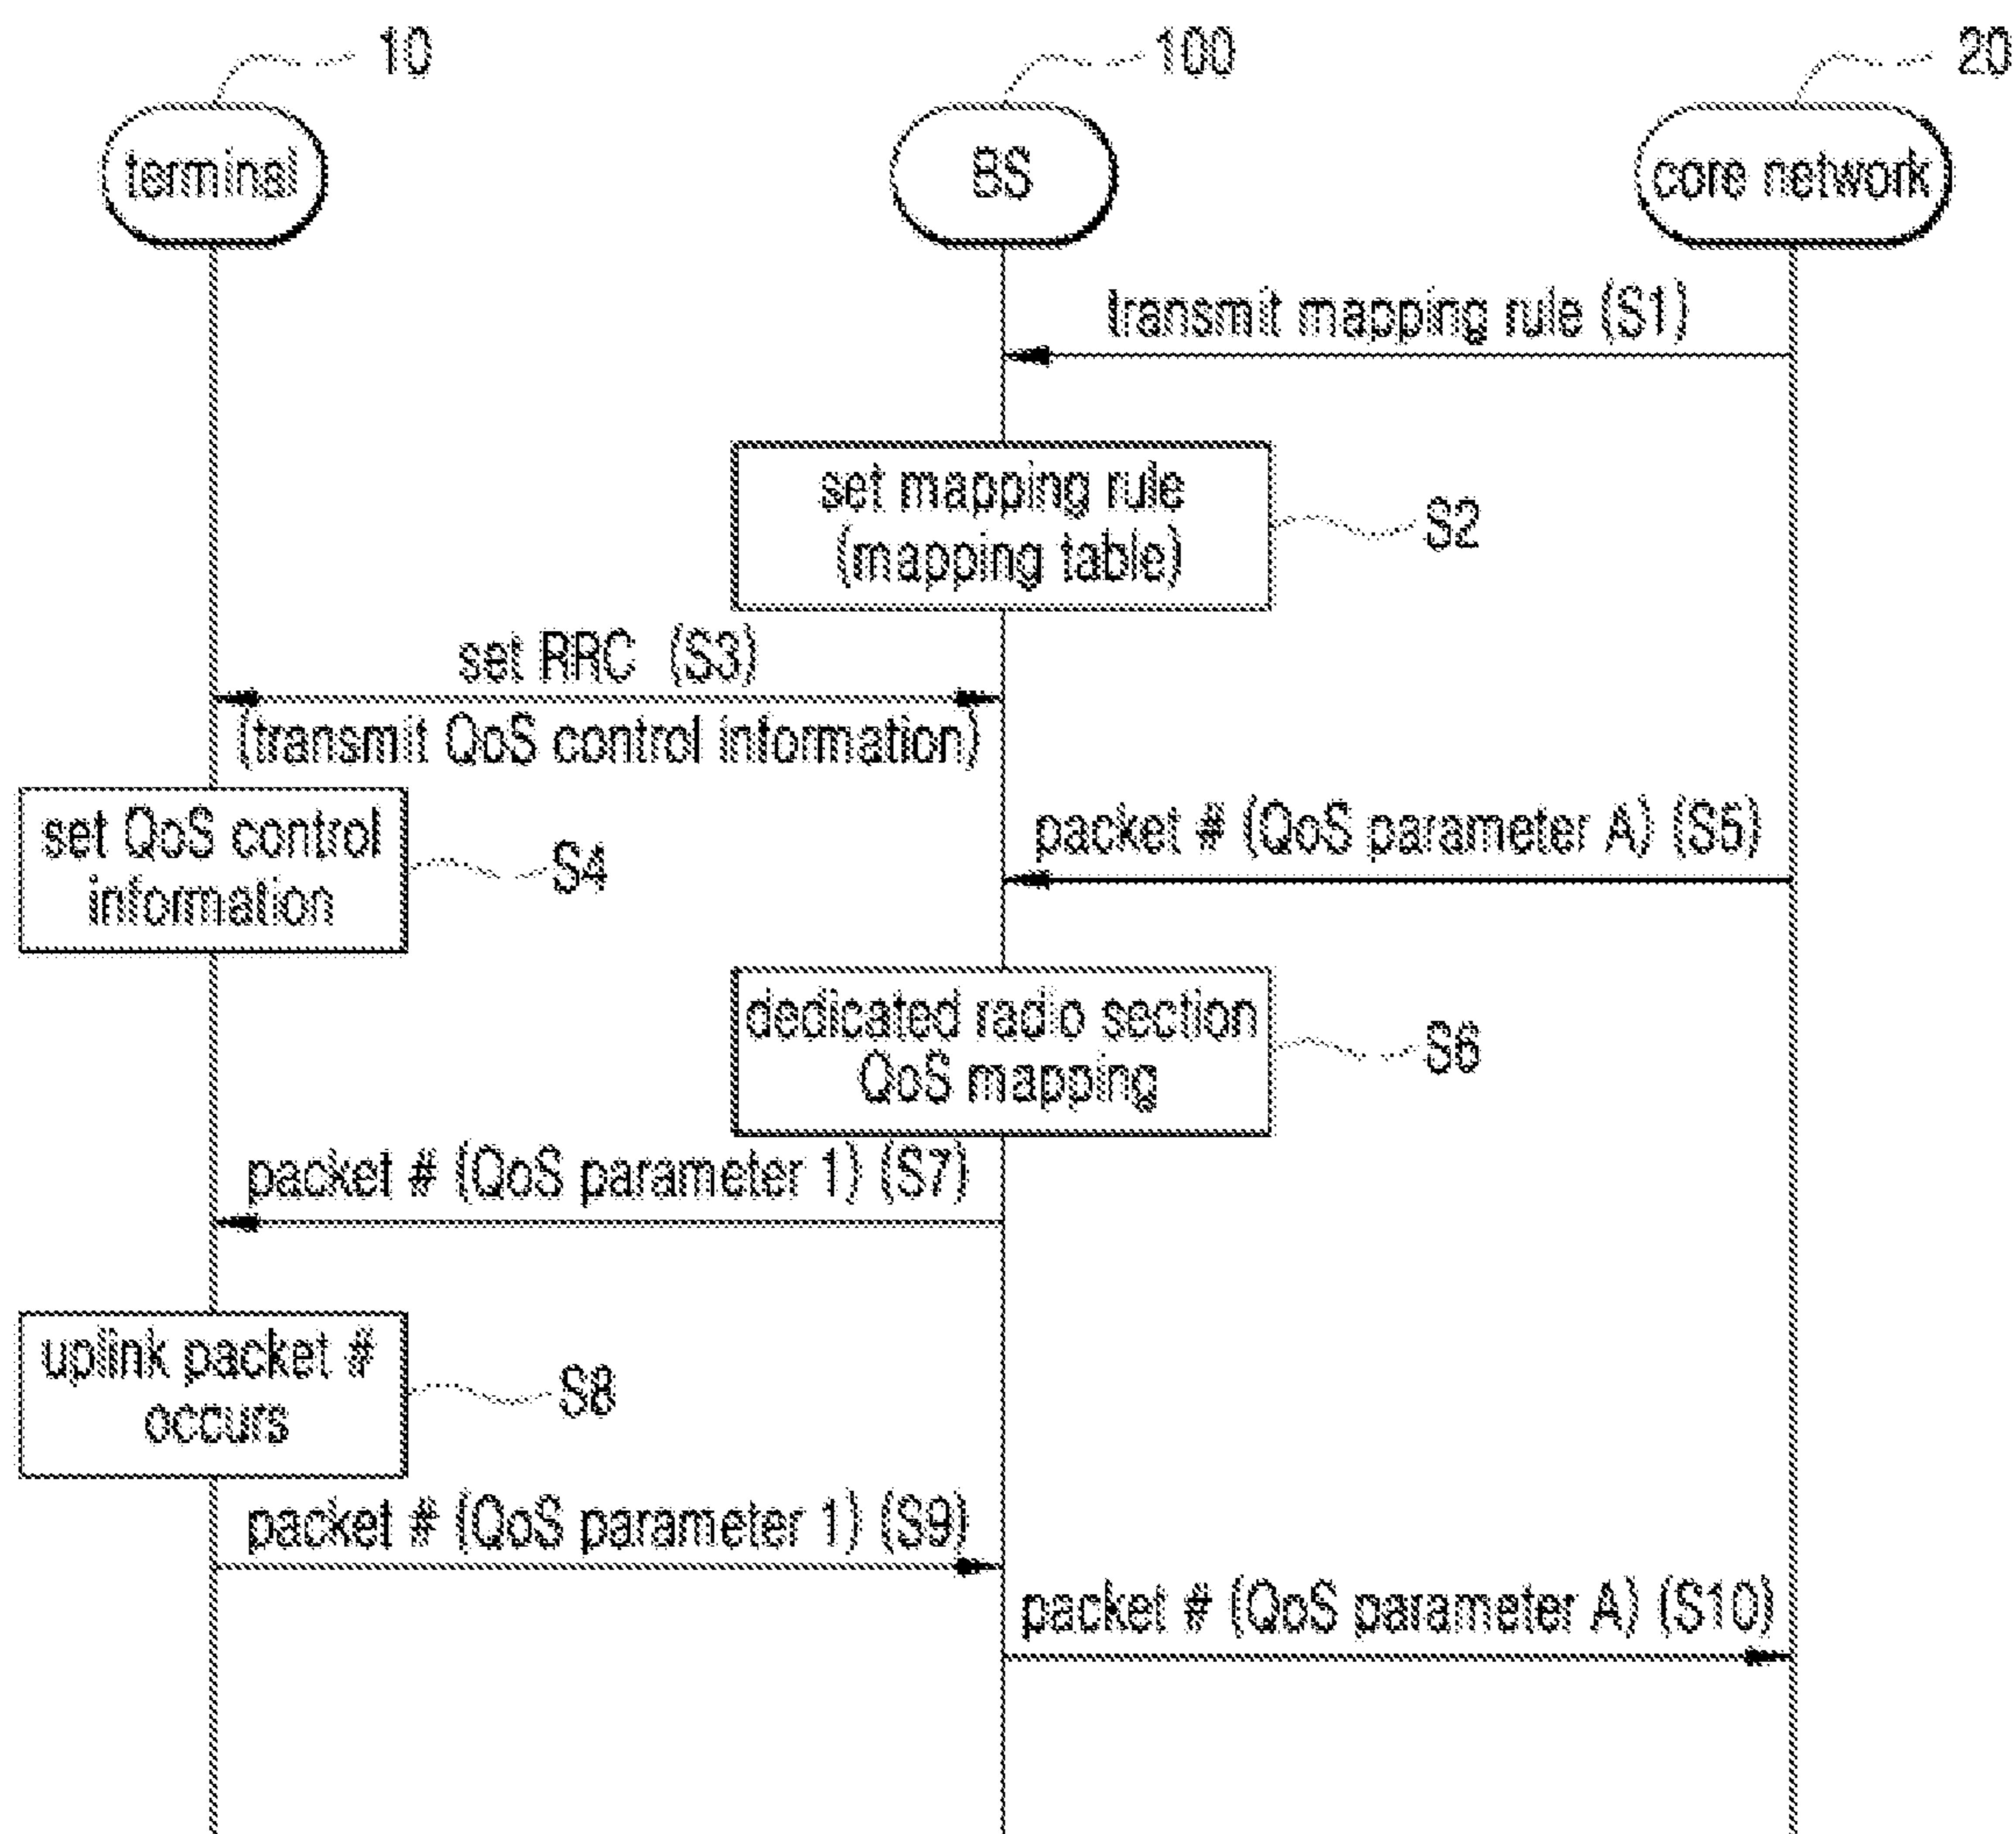 10
100
20
terminal
BS
core network
transmit mapping rule (S1)
set mapping rule
(mapping table)
S2
set RRC (S3)
(transmit QoS control information)
set QoS control
information
S4
packet # (QoS parameter A) (S5)
dedicated radio section
QoS mapping
S6
packet # (QoS parameter 1) (S7)
uplink packet #
occurs
S8
packet # (QoS parameter 1) (S9)
packet # (QoS parameter A) (S10)